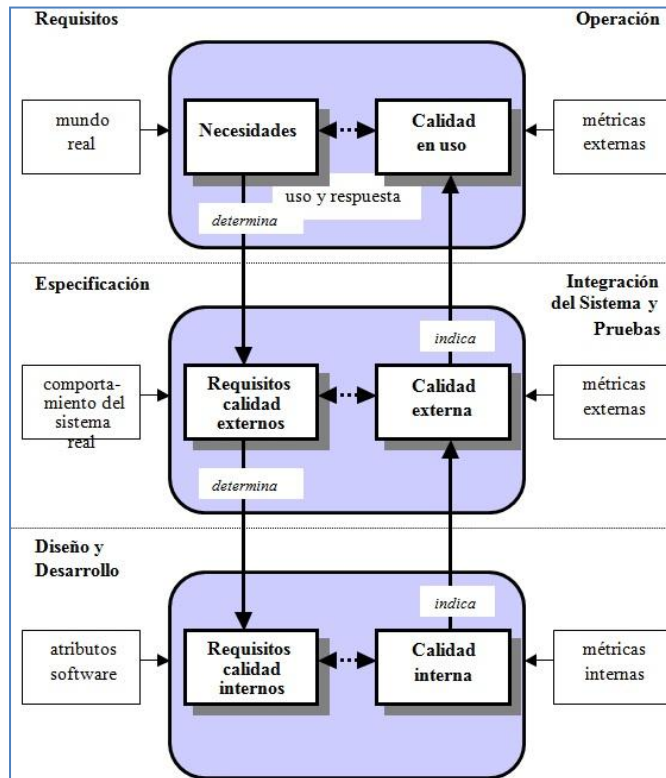 Requisitos
Operación
mundo
real
Necesidades
Calidad
en uso
métricas
externas
uso y respuesta
determina
Especificación
Integración
del Sistema y
Pruebas
indica
comporta-
miento del
sistema
real
Requisitos
calidad
externos
Calidad
externa
métricas
externas
determina
Diseño y
Desarrollo
indica
atributos
software
Requisitos
calidad
internos
Calidad
interna
métricas
internas